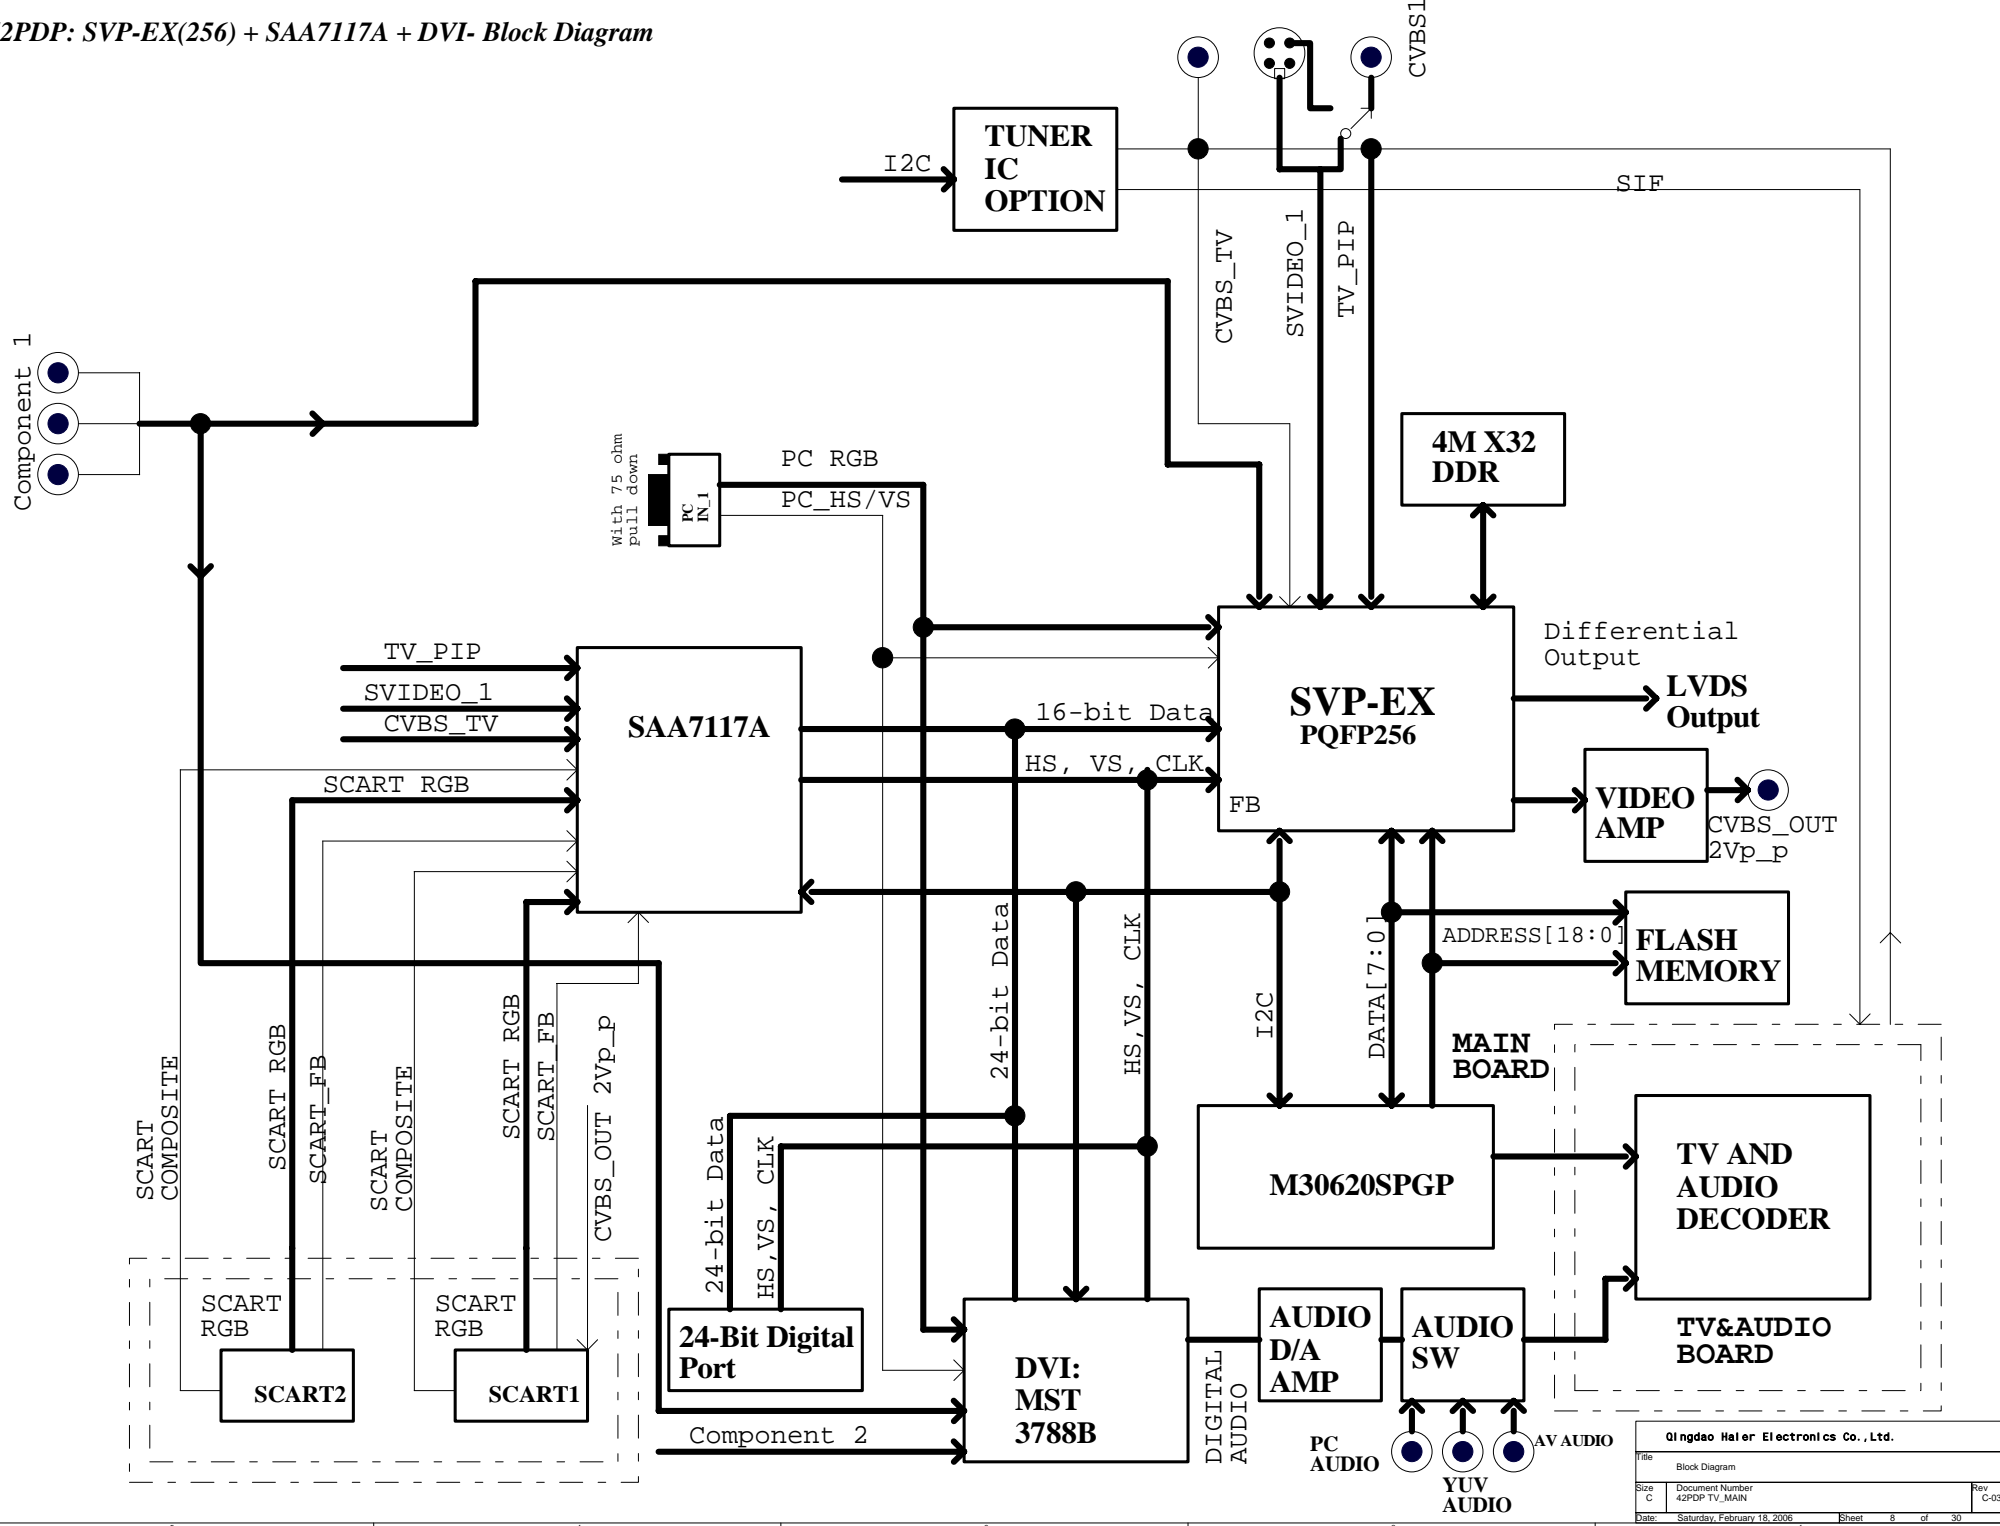 2PDP: SVP-EX(256) + SAA7117A + DVI- Block Diagram
CVBS1
TUNER
IC
OPTION
I2C
SIF
CVBS_TV
SVIDEO_1
TV_PIP
Component 1
With 75 ohm
pull down
PC
IN_1
PC RGB
PC_HS/VS
4M X32
DDR
Differential
Output
LVDS
Output
TV_PIP
SVIDEO_1
CVBS_TV
SCART RGB
SAA7117A
16-bit Data
HS, VS, CLK
SVP-EX
PQFP256
FB
VIDEO
AMP
CVBS_OUT
2Vp_p
FLASH
MEMORY
ADDRESS[18:0]
DATA[7:0]
I2C
24-bit Data
HS,VS, CLK
MAIN
BOARD
SCART
COMPOSITE
SCART RGB
SCART_FB
SCART
COMPOSITE
SCART RGB
SCART_FB
CVBS_OUT 2Vp_p
24-bit Data
HS,VS, CLK
M30620SPGP
TV AND
AUDIO
DECODER
TV&AUDIO
BOARD
SCART
RGB
SCART
RGB
SCART2
SCART1
24-Bit Digital
Port
DVI:
MST
3788B
Component 2
DIGITAL
AUDIO
AUDIO
D/A
AMP
AUDIO
SW
PC
AUDIO
YUV
AUDIO
AV AUDIO
Qingdao Haier Electronics Co.,Ltd.
Title
Block Diagram
Size
C
Document Number
42PDP TV_MAIN
Rev
C-03
Date: Saturday, February 18, 2006 Sheet 8 of 30